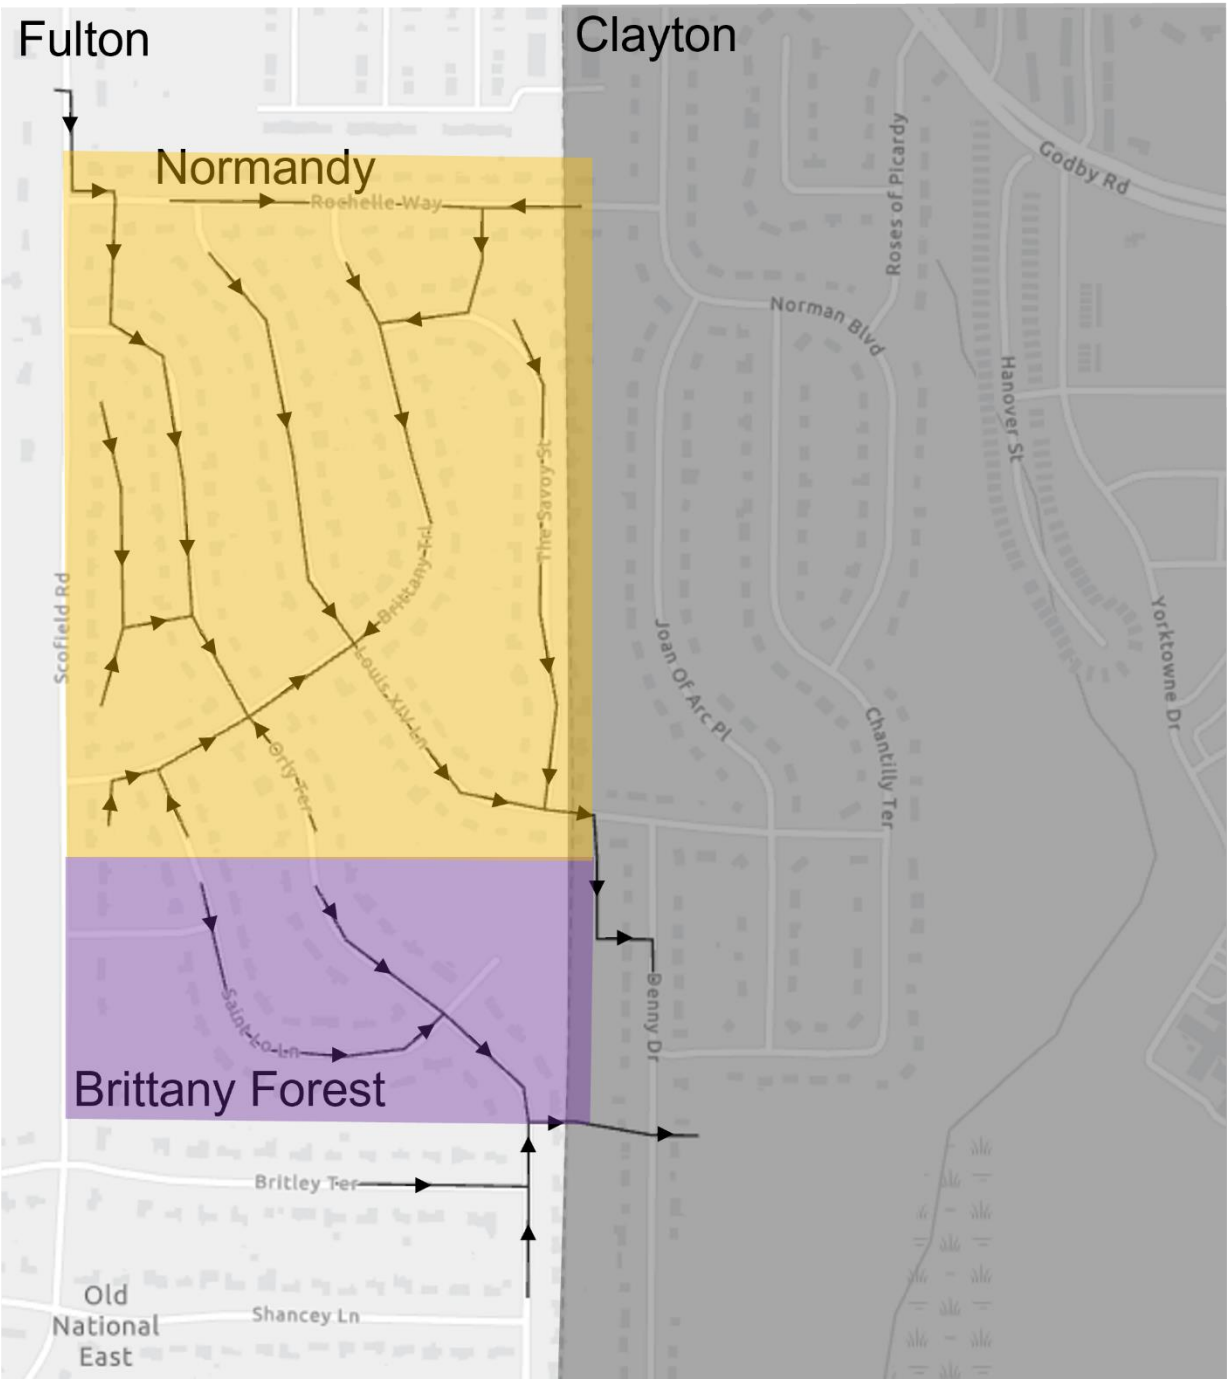 Fulton
Clayton
Normandy
Rochelle Way
Roses of Picardy
Godby Rd
Norman Blvd
Hanover St
The Savoy St
Brittany Trl
Scofield Rd
Joan Of Arc Pl
Yorktowne Dr
Louis XIV Ln
Chantilly Ter
Orly Ter
Saint Lo Ln
Denny Dr
Brittany Forest
Britley Ter
Old
National
East
Shancey Ln